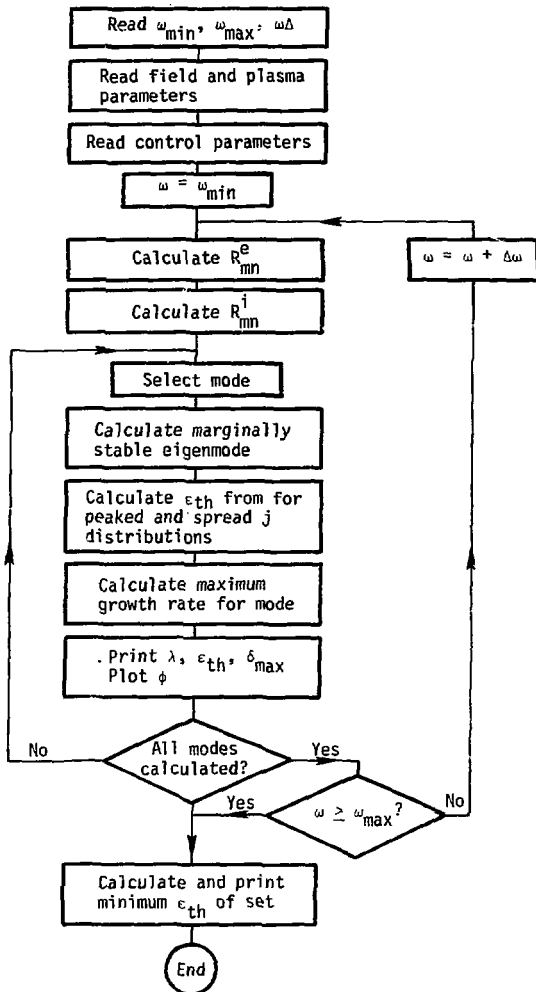 Read ω_min, ω_max, ωΔ
Read field and plasma
parameters
Read control parameters
ω = ω_min
Calculate R^e_mn
ω = ω + Δω
Calculate R^i_mn
Select mode
Calculate marginally
stable eigenmode
Calculate ε_th from for
peaked and spread j
distributions
Calculate maximum
growth rate for mode
. Print λ, ε_th, δ_max
Plot ϕ
No
All modes
calculated?
Yes
Yes
ω ≥ ω_max?
No
Calculate and print
minimum ε_th of set
End